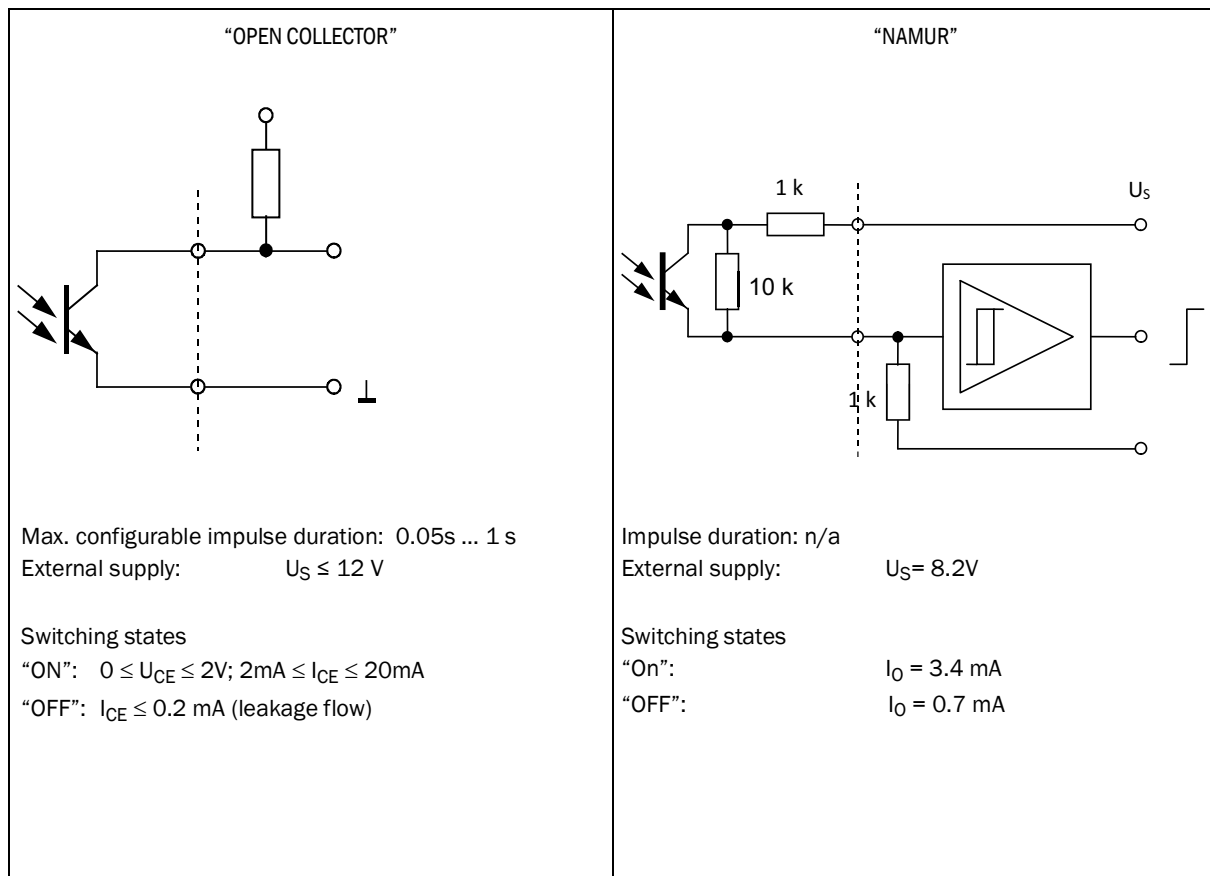 “OPEN COLLECTOR”
Max. configurable impulse duration: 0.05s ... 1 s
External supply: US ≤ 12 V
Switching states
“ON”: 0 ≤ UCE ≤ 2V; 2mA ≤ ICE ≤ 20mA
“OFF”: ICE ≤ 0.2 mA (leakage flow)
“NAMUR”
1 k
US
10 k
1 k
Impulse duration: n/a
External supply: US= 8.2V
Switching states
“On”: IO = 3.4 mA
“OFF”: IO = 0.7 mA